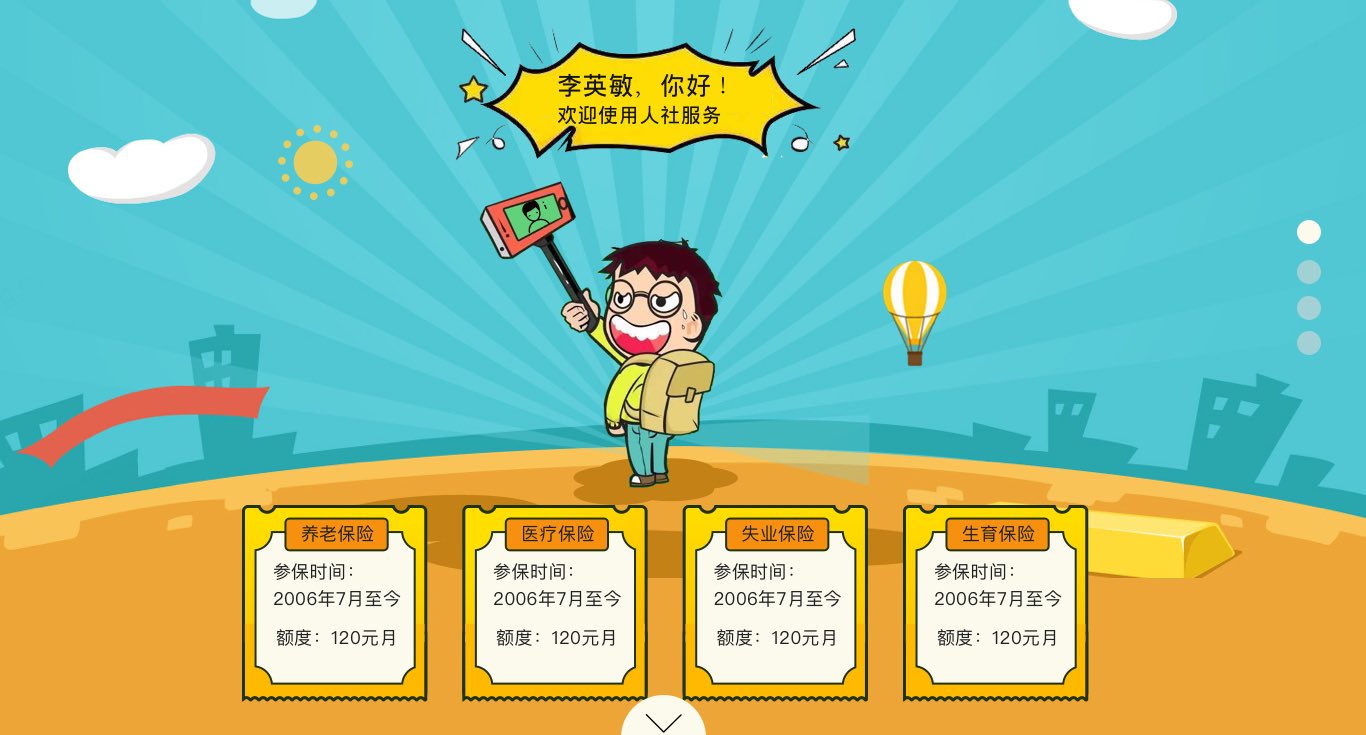 李英敏，你好！
欢迎使用人社服务
养老保险
参保时间：
2006年7月至今
额度：120元月
医疗保险
参保时间：
2006年7月至今
额度：120元月
失业保险
参保时间：
2006年7月至今
额度：120元月
生育保险
参保时间：
2006年7月至今
额度：120元月